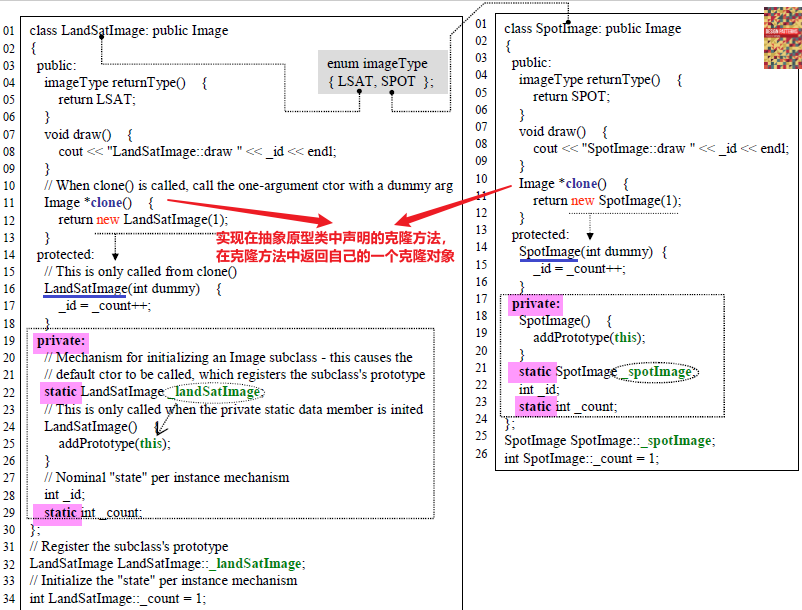 01 class LandSatImage: public Image
02 {
03 public:
04 imageType returnType() {
05 return LSAT;
06 }
07 void draw() {
08 cout << "LandSatImage::draw " << _id << endl;
09 }
10 // When clone() is called, call the one-argument ctor with a dummy arg
11 Image *clone() {
12 return new LandSatImage(1);
13 }
14 protected:
15 // This is only called from clone()
16 LandSatImage(int dummy) {
17 _id = _count++;
18 }
19 private:
20 // Mechanism for initializing an Image subclass - this causes the
21 // default ctor to be called, which registers the subclass's prototype
22 static LandSatImage _landSatImage;
23 // This is only called when the private static data member is inited
24 LandSatImage() {
25 addPrototype(this);
26 }
27 // Nominal "state" per instance mechanism
28 int _id;
29 static int _count;
30 };
31 // Register the subclass's prototype
32 LandSatImage LandSatImage::_landSatImage;
33 // Initialize the "state" per instance mechanism
34 int LandSatImage::_count = 1;
enum imageType
{ LSAT, SPOT };
实现在抽象原型类中声明的克隆方法，
在克隆方法中返回自己的一个克隆对象
01 class SpotImage: public Image
02 {
03 public:
04 imageType returnType() {
05 return SPOT;
06 }
07 void draw() {
08 cout << "SpotImage::draw " << _id << endl;
09 }
10 Image *clone() {
11 return new SpotImage(1);
12 }
13 protected:
14 SpotImage(int dummy) {
15 _id = _count++;
16 }
17 private:
18 SpotImage() {
19 addPrototype(this);
20 }
21 static SpotImage _spotImage;
22 int _id;
23 static int _count;
24 };
25 SpotImage SpotImage::_spotImage;
26 int SpotImage::_count = 1;
DESIGN PATTERNS